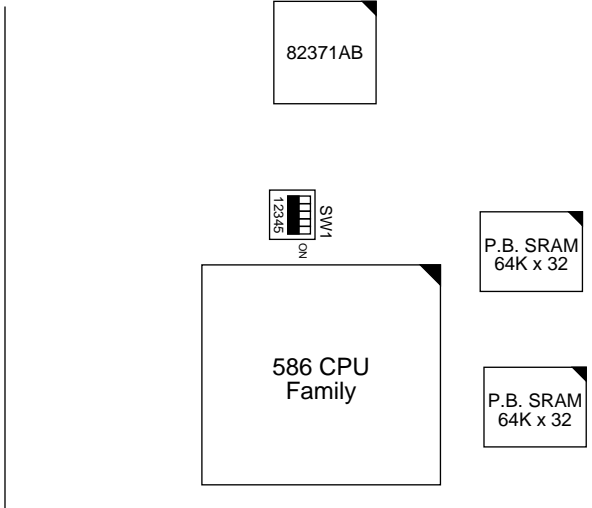 82371AB
12345
SW1
ON
P.B. SRAM
64K x 32
586 CPU
Family
P.B. SRAM
64K x 32